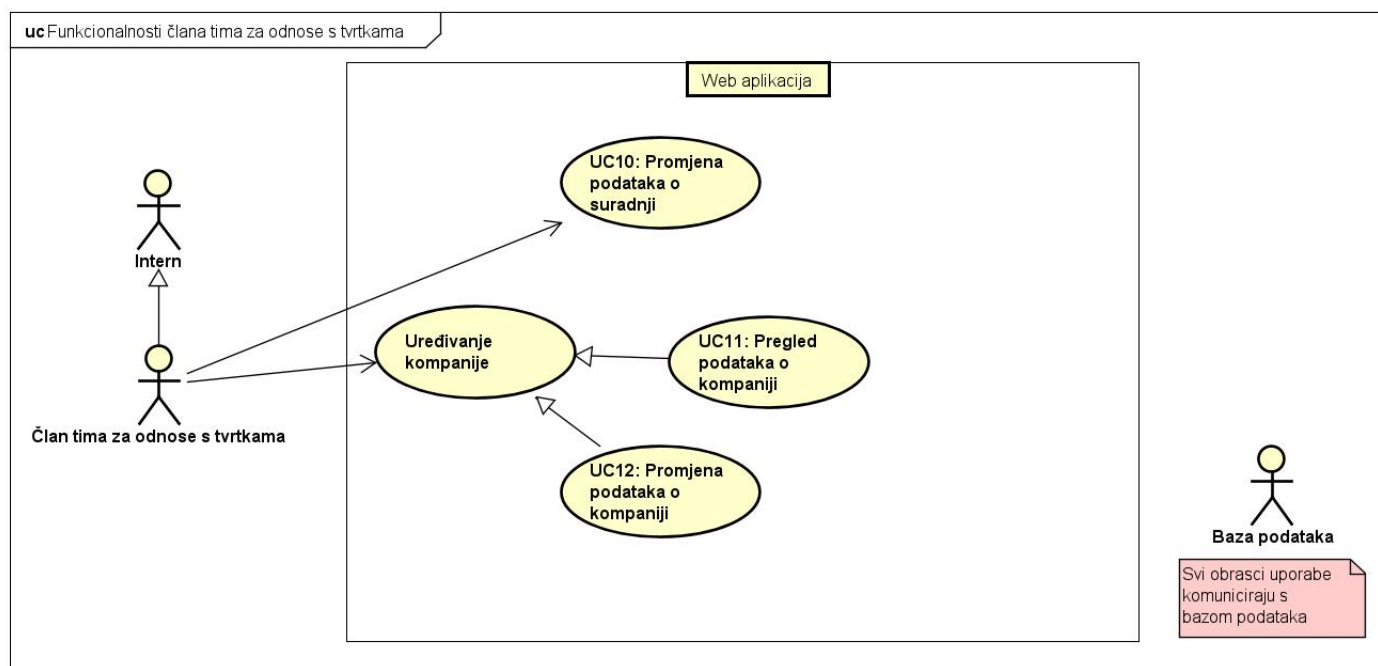 uc Funkcionalnosti člana tima za odnose s tvrtkama
Web aplikacija
UC10: Promjena
podataka o
suradnji
Intern
Uređivanje
kompanije
UC11: Pregled
podataka o
kompaniji
Član tima za odnose s tvrtkama
UC12: Promjena
podataka o
kompaniji
Baza podataka
Svi obrasci uporabe
komuniciraju s
bazom podataka